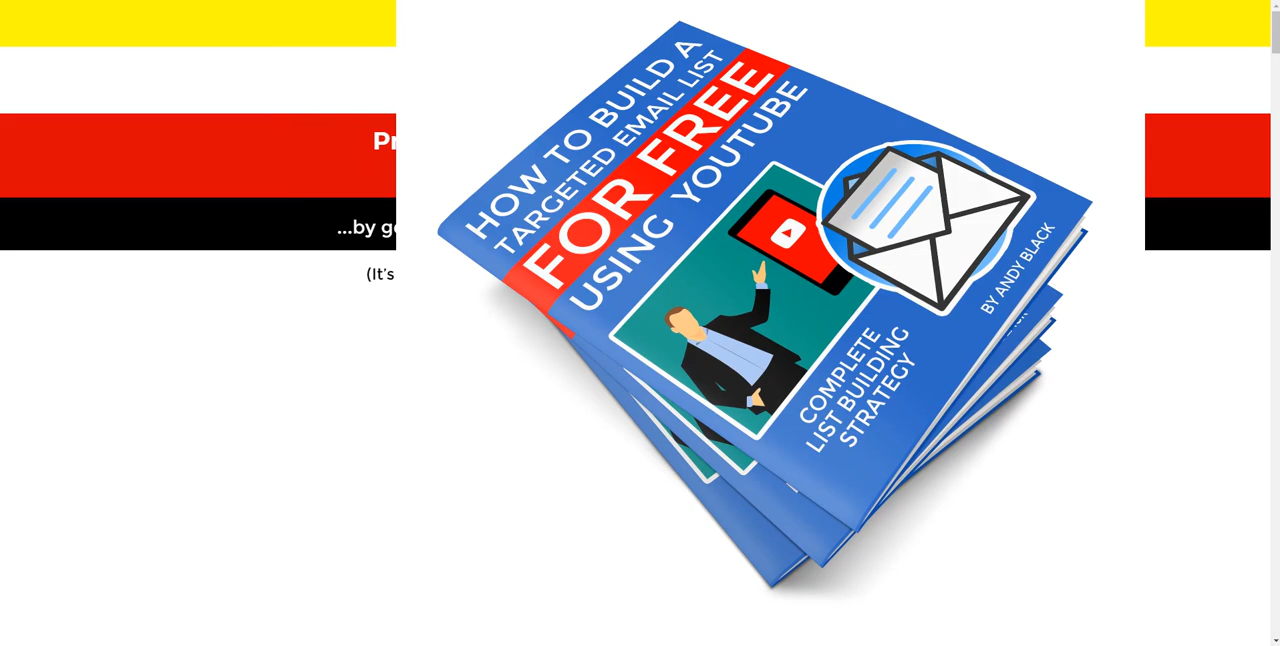 Pr
...by g
(It's
HOW TO BUILD A
TARGETED EMAIL LIST
FOR FREE
USING YOUTUBE
BY ANDY BLACK
COMPLETE
LIST BUILDING
STRATEGY